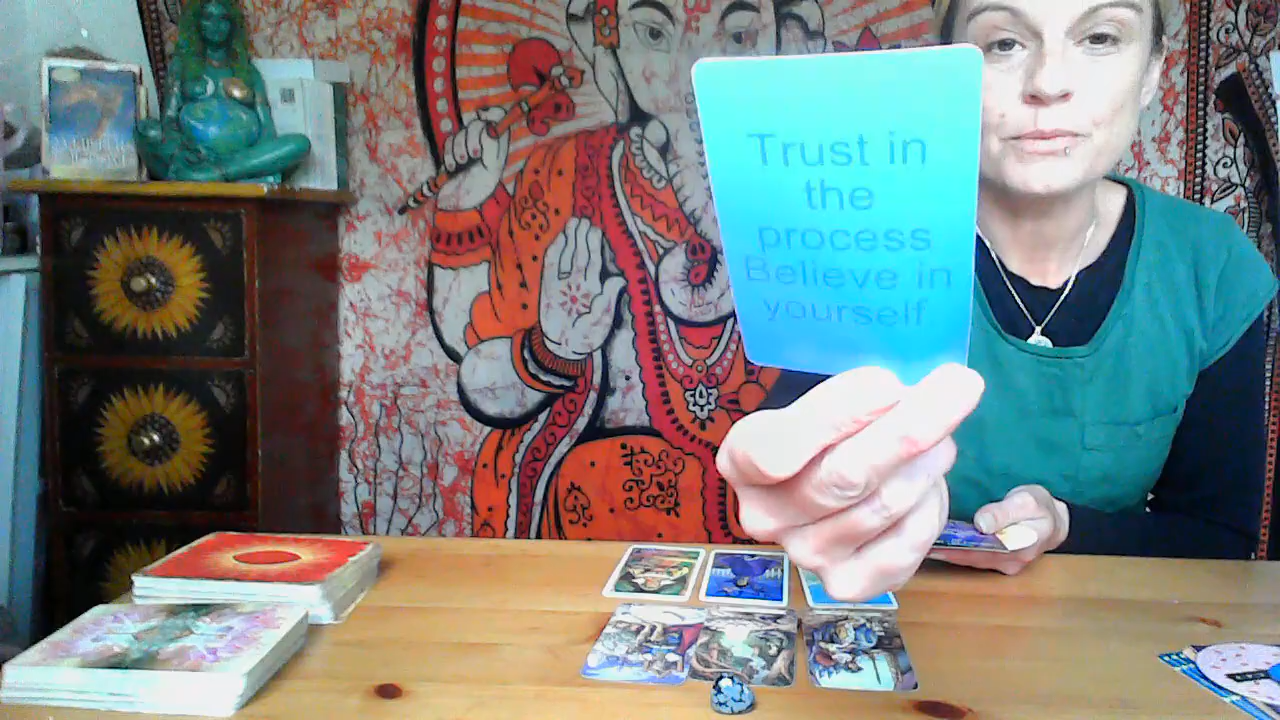 Trust in
the
process
Believe in
yourself